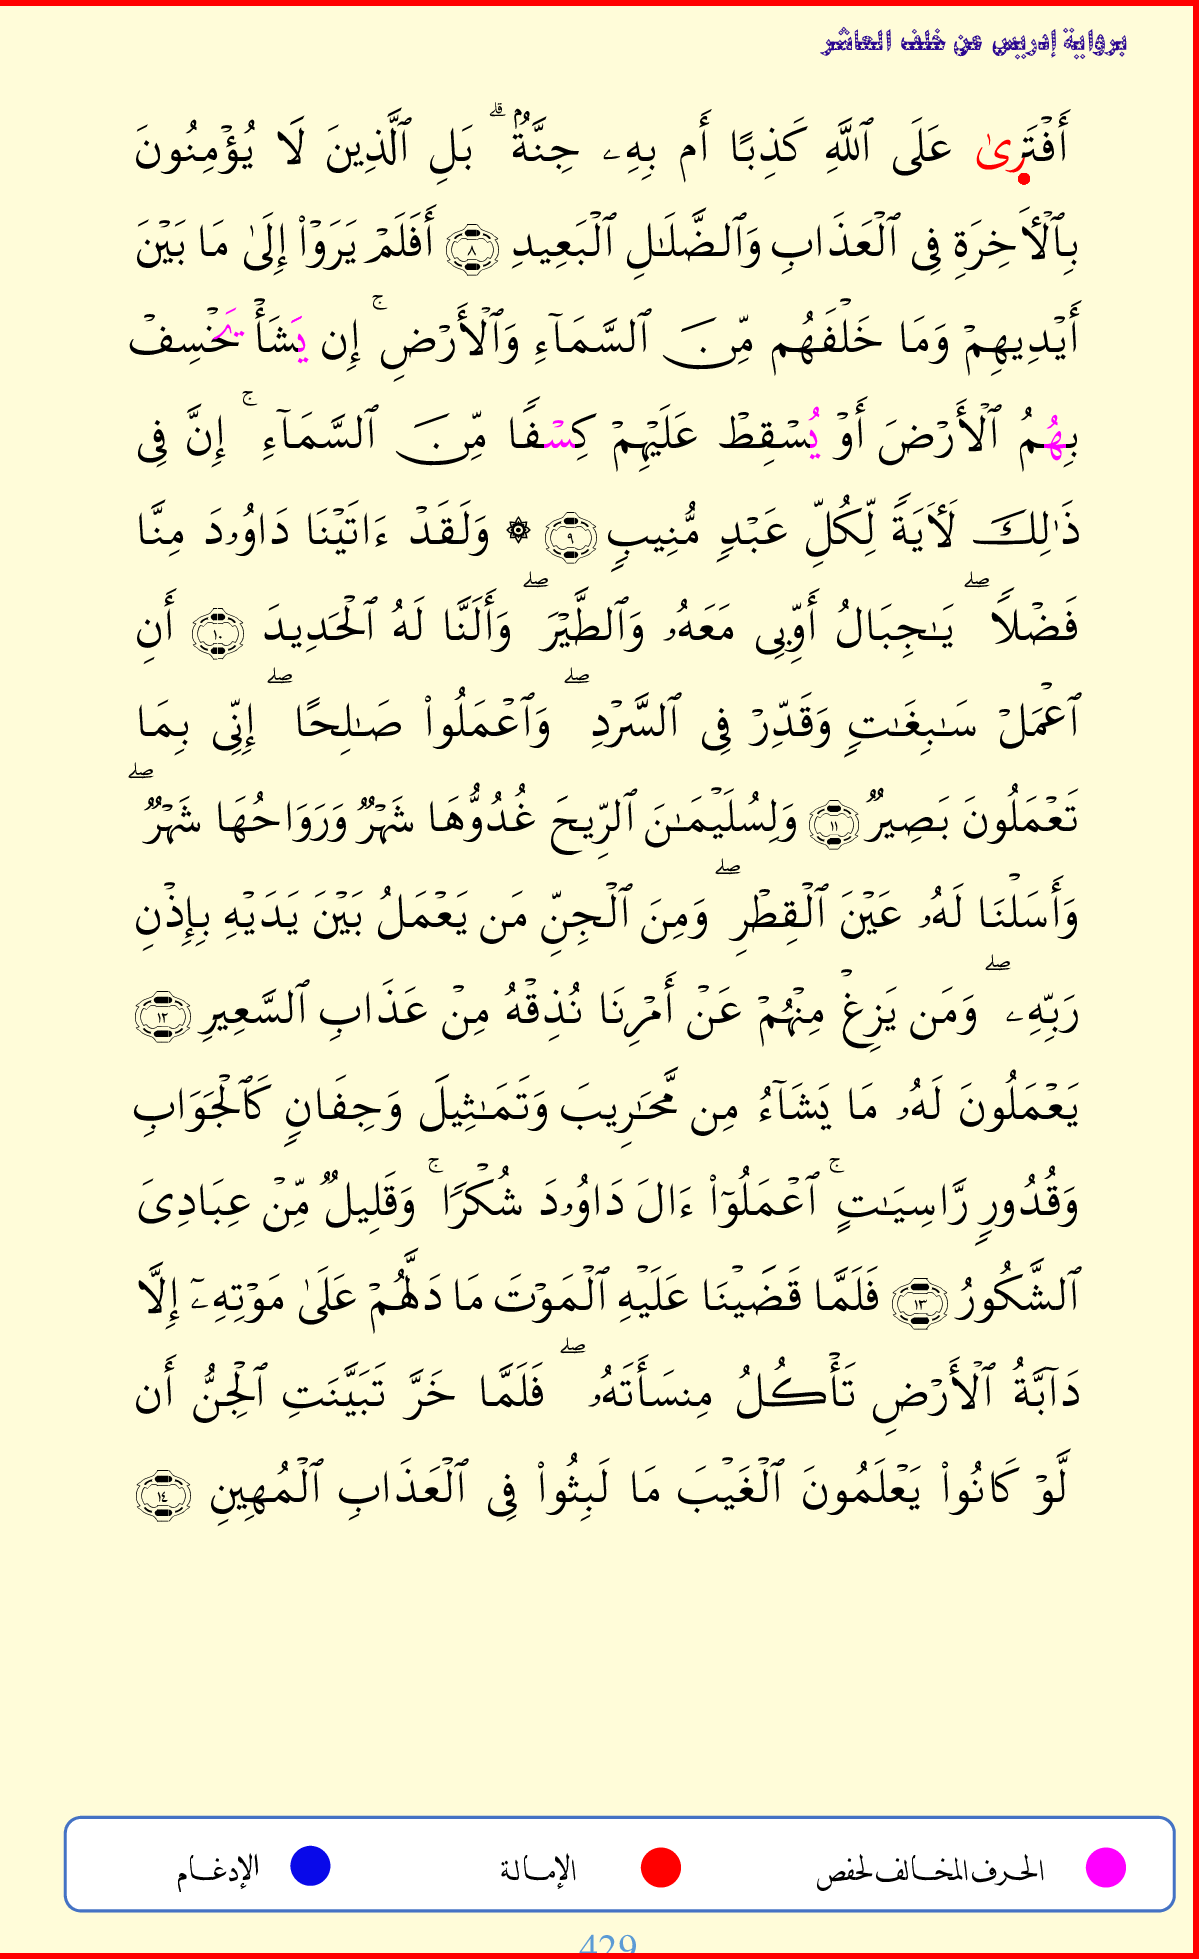 برواية إدريس عن خلف العاشر
أَفۡتَرِىٰ عَلَى ٱللَّهِ كَذِبًا أَم بِهِۦ جِنَّةُۢۗ بَلِ ٱلَّذِينَ لَا يُؤۡمِنُونَ
بِٱلۡأَخِرَةِ فِى ٱلۡعَذَابِ وَٱلضَّلَـٰلِ ٱلۡبَعِيدِ ٨ أَفَلَمۡ يَرَوۡاْ إِلَىٰ مَا بَيۡنَ
أَيۡدِيهِمۡ وَمَا خَلۡفَهُم مِّنَ ٱلسَّمَآءِ وَٱلۡأَرۡضِۚ إِن يَشَأۡ يَخۡسِفۡ
بِهُمُ ٱلۡأَرۡضَ أَوۡ يُسۡقِطۡ عَلَيۡهِمۡ كِسۡفًا مِّنَ ٱلسَّمَآءِۚ إِنَّ فِى
ذَٰلِكَ لَأَيَةً لِّكُلِّ عَبۡدٍ مُّنِيبٍ ٩ ۞ وَلَقَدۡ ءَاتَيۡنَا دَاوُۥدَ مِنَّا
فَضۡلًاۖ يَـٰجِبَالُ أَوِّبِى مَعَهُۥ وَٱلطَّيۡرَۖ وَأَلَنَّا لَهُ ٱلۡحَدِيدَ ١٠ أَنِ
ٱعۡمَلۡ سَـٰبِغَـٰتٍ وَقَدِّرۡ فِى ٱلسَّرۡدِۖ وَٱعۡمَلُواْ صَـٰلِحًاۖ إِنِّى بِمَا
تَعۡمَلُونَ بَصِيرٌ ١١ وَلِسُلَيۡمَـٰنَ ٱلرِّيحَ غُدُوُّهَا شَهۡرٌ وَرَوَاحُهَا شَهۡرٌۖ
وَأَسَلۡنَا لَهُۥ عَيۡنَ ٱلۡقِطۡرِۖ وَمِنَ ٱلۡجِنِّ مَن يَعۡمَلُ بَيۡنَ يَدَيۡهِ بِإِذۡنِ
رَبِّهِۦۖ وَمَن يَزِغۡ مِنۡهُمۡ عَنۡ أَمۡرِنَا نُذِقۡهُ مِنۡ عَذَابِ ٱلسَّعِيرِ ١٢
يَعۡمَلُونَ لَهُۥ مَا يَشَآءُ مِن مَّحَـٰرِيبَ وَتَمَـٰثِيلَ وَجِفَانٍ كَٱلۡجَوَابِ
وَقُدُورٍ رَّاسِيَـٰتٍۚ ٱعۡمَلُوٓاْ ءَالَ دَاوُۥدَ شُكۡرًاۚ وَقَلِيلٌ مِّنۡ عِبَادِىَ
ٱلشَّكُورُ ١٣ فَلَمَّا قَضَيۡنَا عَلَيۡهِ ٱلۡمَوۡتَ مَا دَلَّهُمۡ عَلَىٰ مَوۡتِهِۦٓ إِلَّا
دَآبَّةُ ٱلۡأَرۡضِ تَأۡكُلُ مِنسَأَتَهُۥۖ فَلَمَّا خَرَّ تَبَيَّنَتِ ٱلۡجِنُّ أَن
لَّوۡ كَانُواْ يَعۡلَمُونَ ٱلۡغَيۡبَ مَا لَبِثُواْ فِى ٱلۡعَذَابِ ٱلۡمُهِينِ ١٤
الحرف المخالف لحفص الإمالة الإدغام
429